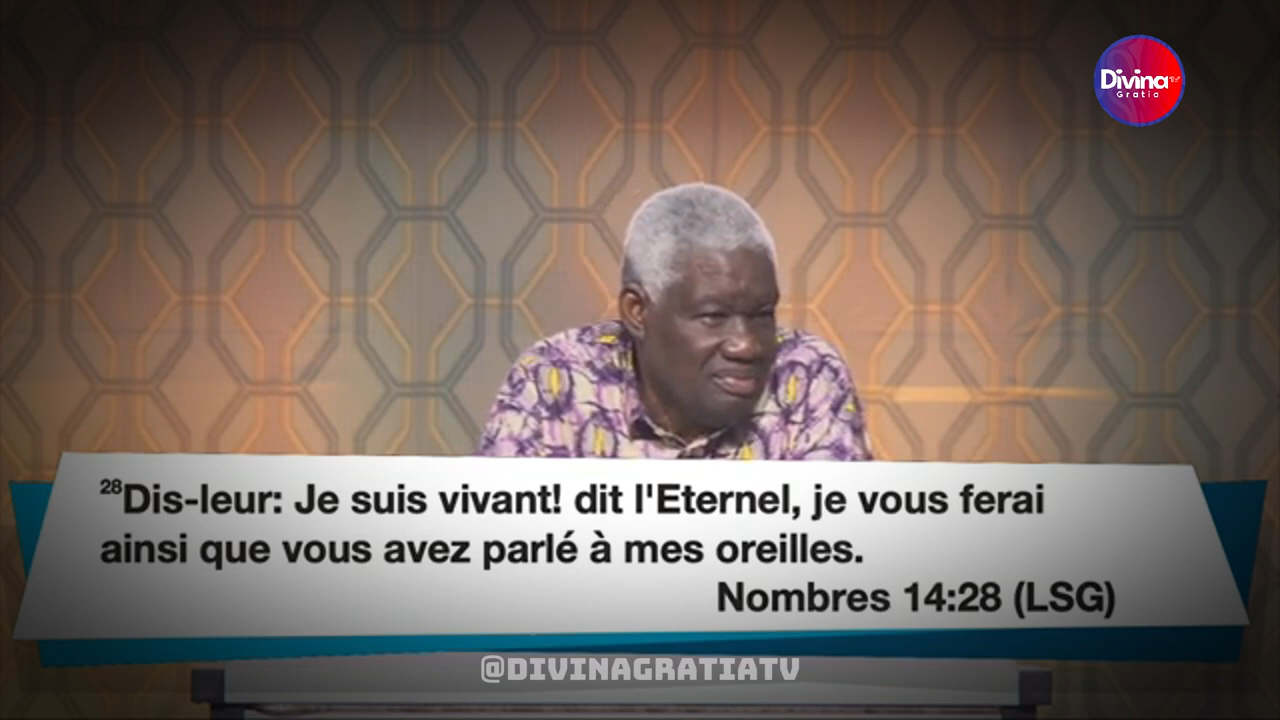 Divina TV
Gratia
28Dis-leur: Je suis vivant! dit l'Eternel, je vous ferai
ainsi que vous avez parlé à mes oreilles.
Nombres 14:28 (LSG)
@DIVINAGRATIATV